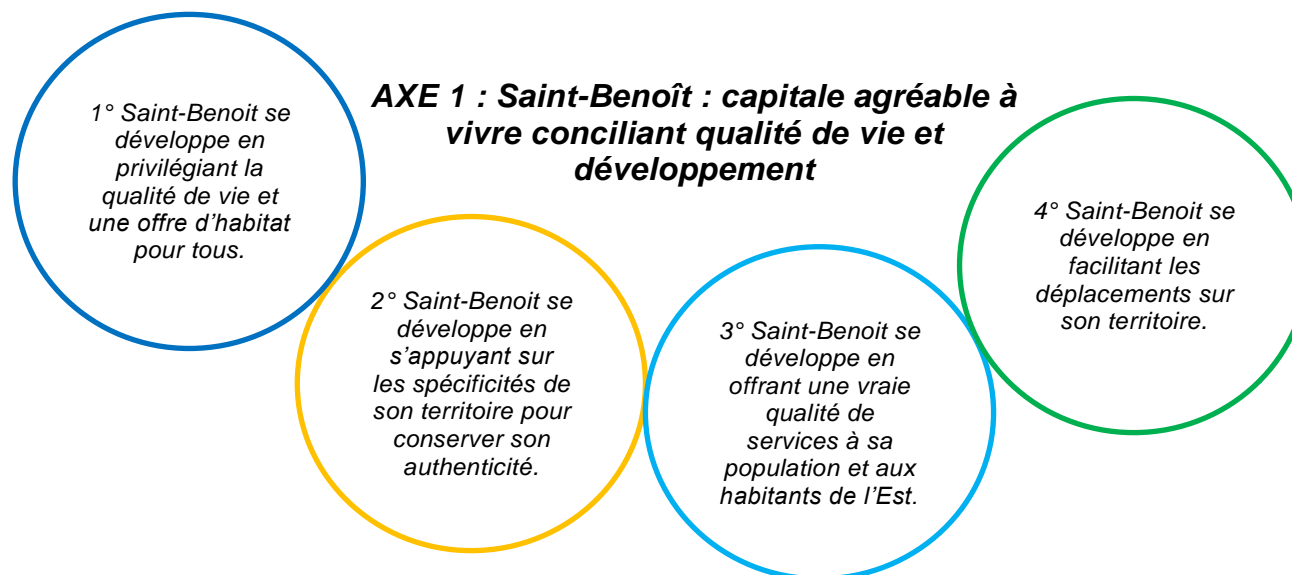 AXE 1 : Saint-Benoît : capitale agréable à
vivre conciliant qualité de vie et
développement
1° Saint-Benoit se
développe en
privilégiant la
qualité de vie et
une offre d’habitat
pour tous.
2° Saint-Benoit se
développe en
s’appuyant sur
les spécificités de
son territoire pour
conserver son
authenticité.
3° Saint-Benoit se
développe en
offrant une vraie
qualité de
services à sa
population et aux
habitants de l’Est.
4° Saint-Benoit se
développe en
facilitant les
déplacements sur
son territoire.